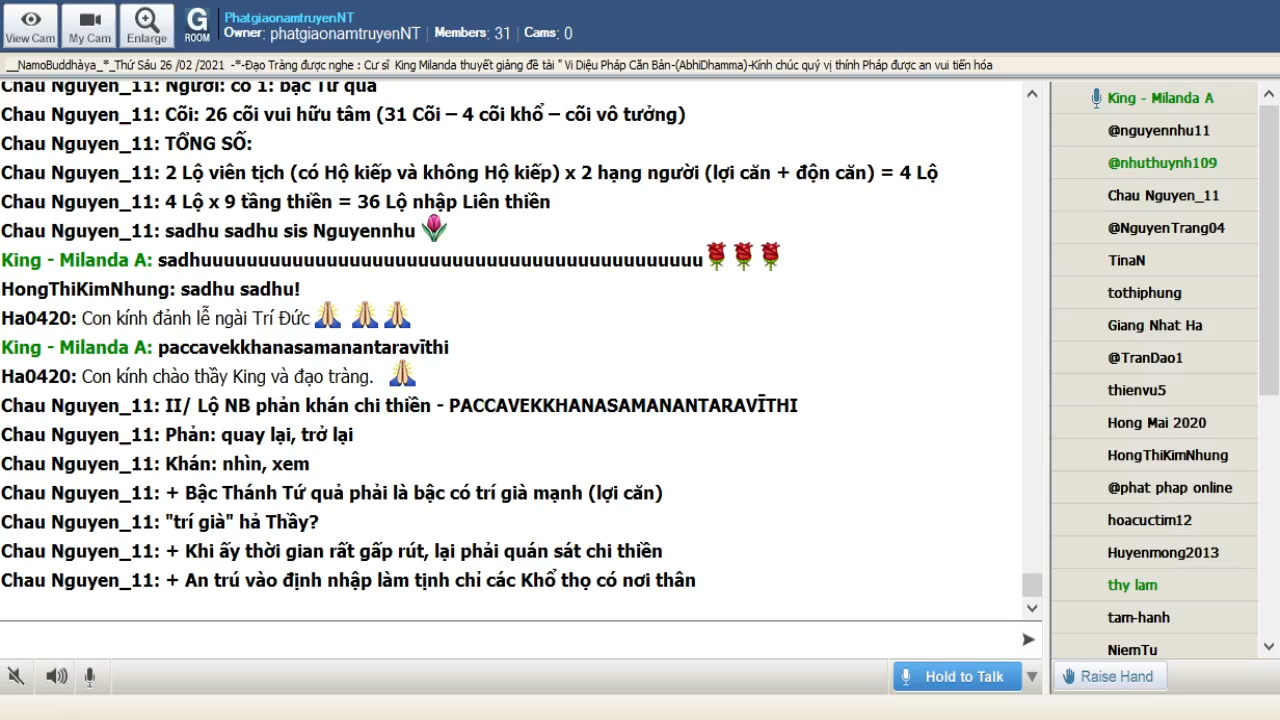 View Cam
My Cam
Enlarge
G
ROOM
PhatgiaonamtruyenNT
Owner: phatgiaonamtruyenNT | Members: 31 | Cams: 0
__NamoBuddhàya_*_Thứ Sáu 26 /02 /2021 -*-Đạo Tràng được nghe : Cư sĩ King Milanda thuyết giảng đề tài " Vi Diệu Pháp Căn Bản-(AbhiDhamma)-Kính chúc quý vị thính Pháp được an vui tiến hóa
Chau Nguyen_11: Người: có 1: bậc Tứ quả
Chau Nguyen_11: Cõi: 26 cõi vui hữu tâm (31 Cõi – 4 cõi khổ – cõi vô tưởng)
Chau Nguyen_11: TỔNG SỐ:
Chau Nguyen_11: 2 Lộ viên tịch (có Hộ kiếp và không Hộ kiếp) x 2 hạng người (lợi căn + độn căn) = 4 Lộ
Chau Nguyen_11: 4 Lộ x 9 tầng thiền = 36 Lộ nhập Liên thiền
Chau Nguyen_11: sadhu sadhu sis Nguyennhu
King - Milanda A: sadhuuuuuuuuuuuuuuuuuuuuuuuuuuuuuuuuuuuuuuuuuuuu
HongThiKimNhung: sadhu sadhu!
Ha0420: Con kính đảnh lễ ngài Trí Đức
King - Milanda A: paccavekkhanasamanantaravīthi
Ha0420: Con kính chào thầy King và đạo tràng.
Chau Nguyen_11: II/ Lộ NB phản khán chi thiền - PACCAVEKKHANASAMANANTARAVĪTHI
Chau Nguyen_11: Phản: quay lại, trở lại
Chau Nguyen_11: Khán: nhìn, xem
Chau Nguyen_11: + Bậc Thánh Tứ quả phải là bậc có trí già mạnh (lợi căn)
Chau Nguyen_11: "trí già" hả Thầy?
Chau Nguyen_11: + Khi ấy thời gian rất gấp rút, lại phải quán sát chi thiền
Chau Nguyen_11: + An trú vào định nhập làm tịnh chỉ các Khổ thọ có nơi thân
King - Milanda A
@nguyennhu11
@nhuthuynh109
Chau Nguyen_11
@NguyenTrang04
TinaN
tothiphung
Giang Nhat Ha
@TranDao1
thienvu5
Hong Mai 2020
HongThiKimNhung
@phat phap online
hoacuctim12
Huyenmong2013
thy lam
tam-hanh
NiemTu
Hold to Talk
Raise Hand